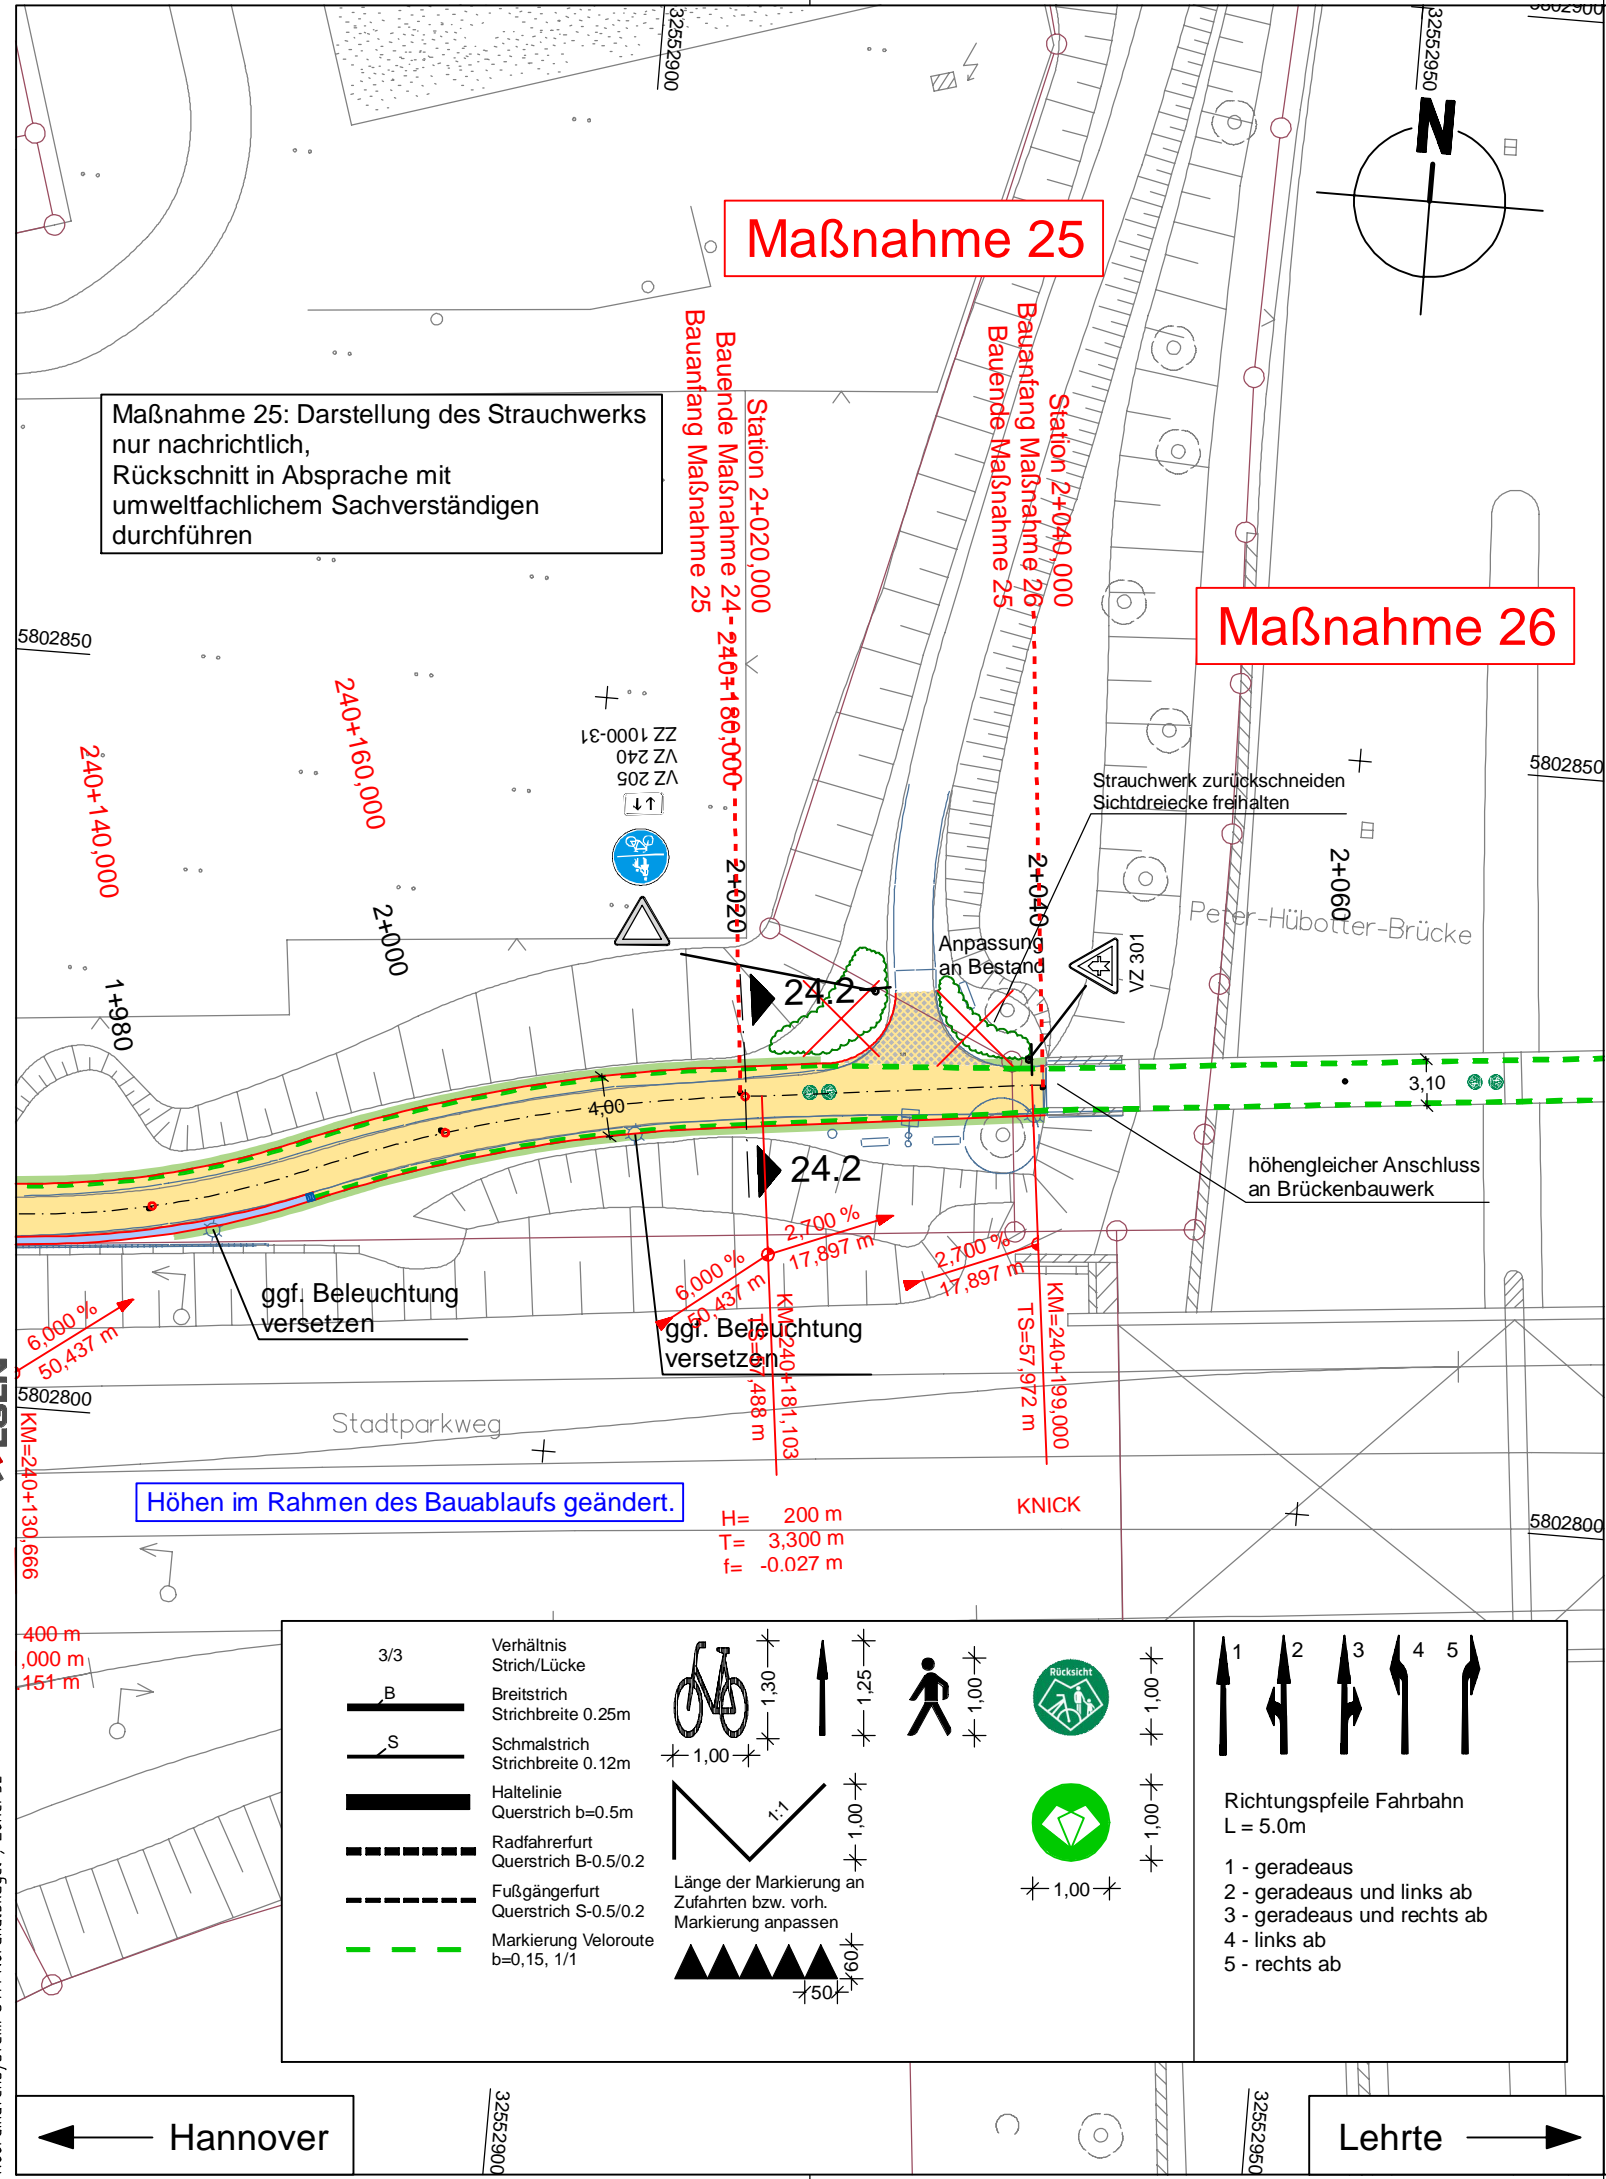 32552900
32552950
5802900
N
Maßnahme 25
Maßnahme 25: Darstellung des Strauchwerks
nur nachrichtlich,
Rückschnitt in Absprache mit
umweltfachlichem Sachverständigen
durchführen
Bauanfang Maßnahme 25
Bauende Maßnahme 24
Station 2+020,000
240+180,000
Bauende Maßnahme 25
Bauanfang Maßnahme 26
Station 2+040,000
Maßnahme 26
5802850
5802850
240+140,000
240+160,000
ZZ 1000-31
VZ 240
VZ 205
Strauchwerk zurückschneiden
Sichtdreiecke freihalten
1+980
2+000
2+020
2+040
2+060
Peter-Hübotter-Brücke
Anpassung
an Bestand
VZ 301
24.2
4,00
3,10
24.2
höhengleicher Anschluss
an Brückenbauwerk
2,700 %
17,897 m
2,700 %
17,897 m
6,000 %
50,437 m
6,000 %
50,437 m
ggf. Beleuchtung
versetzen
ggf. Beleuchtung
versetzen
KM=240+181,103
TS=57,488 m
KM=240+199,000
TS=57,972 m
5802800
Stadtparkweg
KM=240+130,666
Höhen im Rahmen des Bauablaufs geändert.
H= 200 m
T= 3,300 m
f= -0.027 m
KNICK
5802800
400 m
,000 m
151 m
3/3
Verhältnis
Strich/Lücke
B
Breitstrich
Strichbreite 0.25m
S
Schmalstrich
Strichbreite 0.12m
Haltelinie
Querstrich b=0.5m
Radfahrerfurt
Querstrich B-0.5/0.2
Fußgängerfurt
Querstrich S-0.5/0.2
Markierung Veloroute
b=0,15, 1/1
1,30
1,00
1,25
1,00
Rücksicht
1,00
1:1
1,00
1,00
1,00
Länge der Markierung an
Zufahrten bzw. vorh.
Markierung anpassen
60
50
1
2
3
4
5
Richtungspfeile Fahrbahn
L = 5.0m
1 - geradeaus
2 - geradeaus und links ab
3 - geradeaus und rechts ab
4 - links ab
5 - rechts ab
Hannover
32552900
32552950
Lehrte